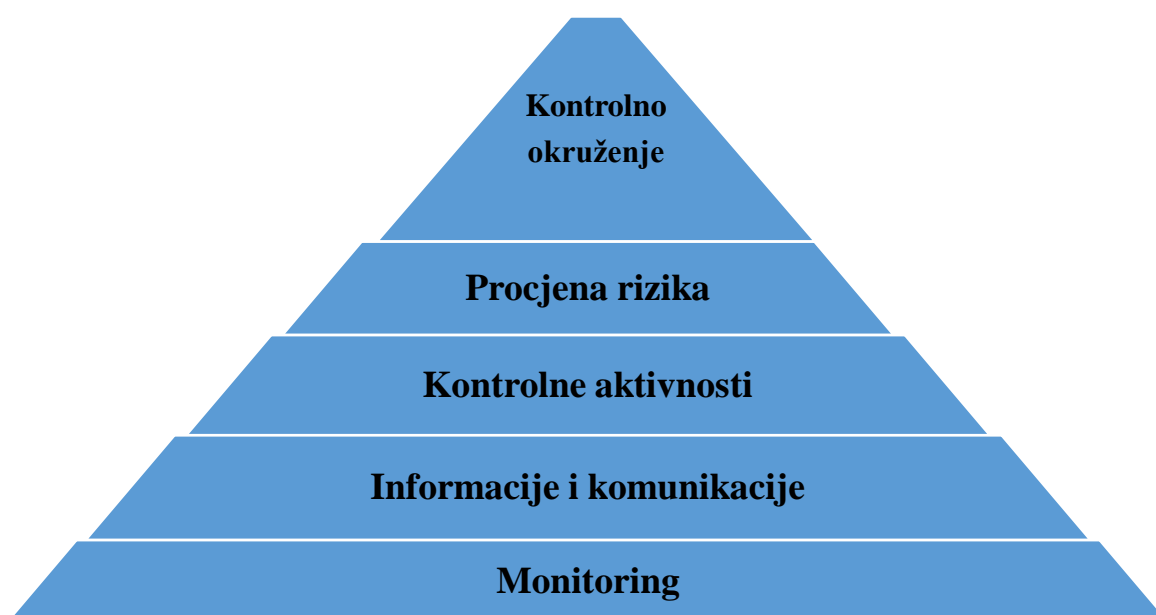 Kontrolno
okruženje
Procjena rizika
Kontrolne aktivnosti
Informacije i komunikacije
Monitoring